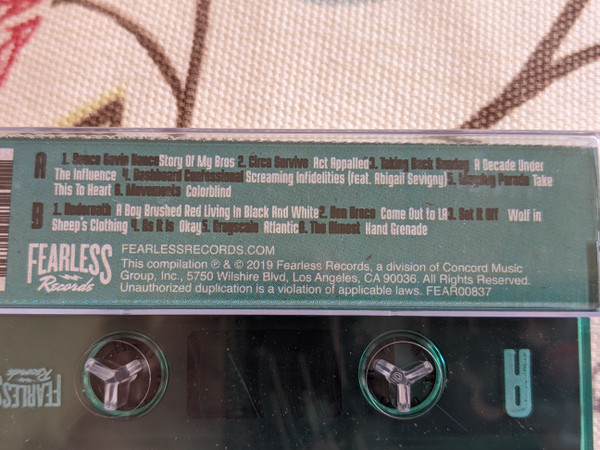 A 1. Dance Gavin Dance Story Of My Bros 2. Circa Survive Act Appalled 3. Taking Back Sunday A Decade Under
The Influence 4. Dashboard Confessional Screaming Infidelities (feat. Abigail Sevigny) 5. Mayday Parade Take
This To Heart 6. Movements Colorblind
B 1. Underoath A Boy Brushed Red Living In Black And White 2. Don Broco Come Out to LA 3. Set It Off Wolf in
Sheep's Clothing 4. As It Is Okay 5. Grayscale Atlantic 6. The Almost Hand Grenade
FEARLESS
Records
FEARLESSRECORDS.COM
This compilation ℗ & © 2019 Fearless Records, a division of Concord Music
Group, Inc., 5750 Wilshire Blvd, Los Angeles, CA 90036. All Rights Reserved.
Unauthorized duplication is a violation of applicable laws. FEAR00837
FEARLESS
Records